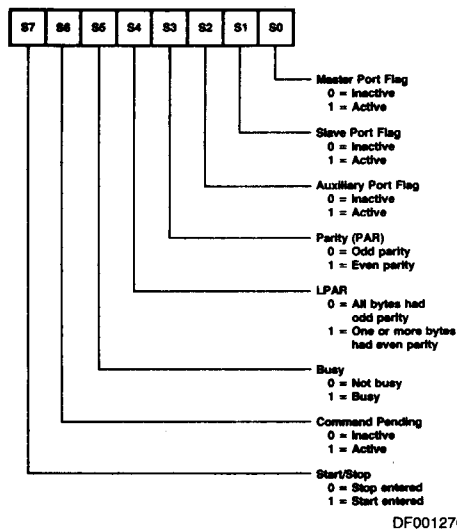 S7 S6 S5 S4 S3 S2 S1 S0
Master Port Flag
0 = Inactive
1 = Active
Slave Port Flag
0 = Inactive
1 = Active
Auxiliary Port Flag
0 = Inactive
1 = Active
Parity (PAR)
0 = Odd parity
1 = Even parity
LPAR
0 = All bytes had
odd parity
1 = One or more bytes
had even parity
Busy
0 = Not busy
1 = Busy
Command Pending
0 = Inactive
1 = Active
Start/Stop
0 = Stop entered
1 = Start entered
DF00127